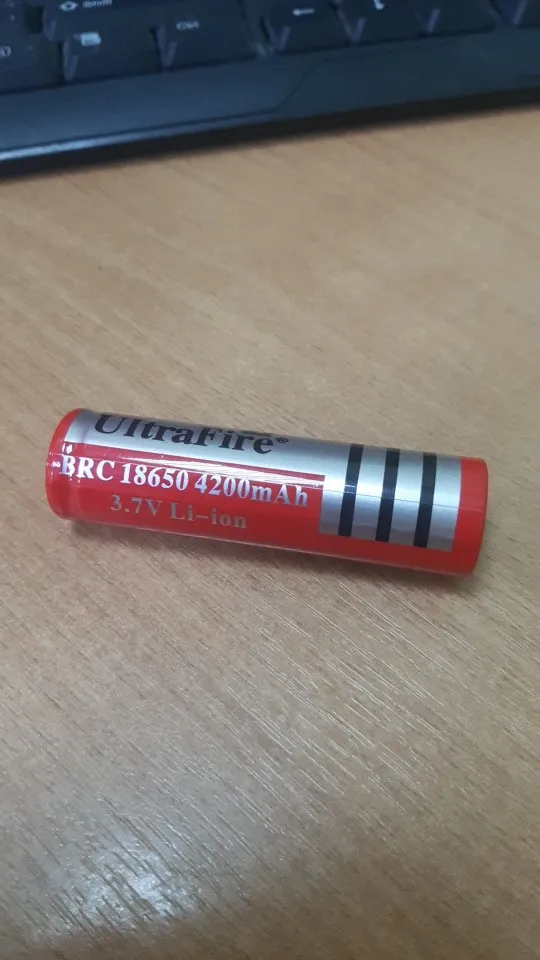 UltraFire®
BRC 18650 4200mAh
3.7V Li-ion